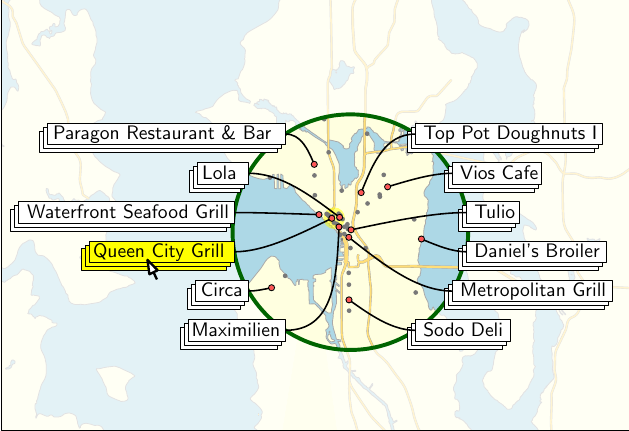 Paragon Restaurant & Bar
Top Pot Doughnuts I
Lola
Vios Cafe
Waterfront Seafood Grill
Tulio
Queen City Grill
Daniel's Broiler
Circa
Metropolitan Grill
Maximilien
Sodo Deli